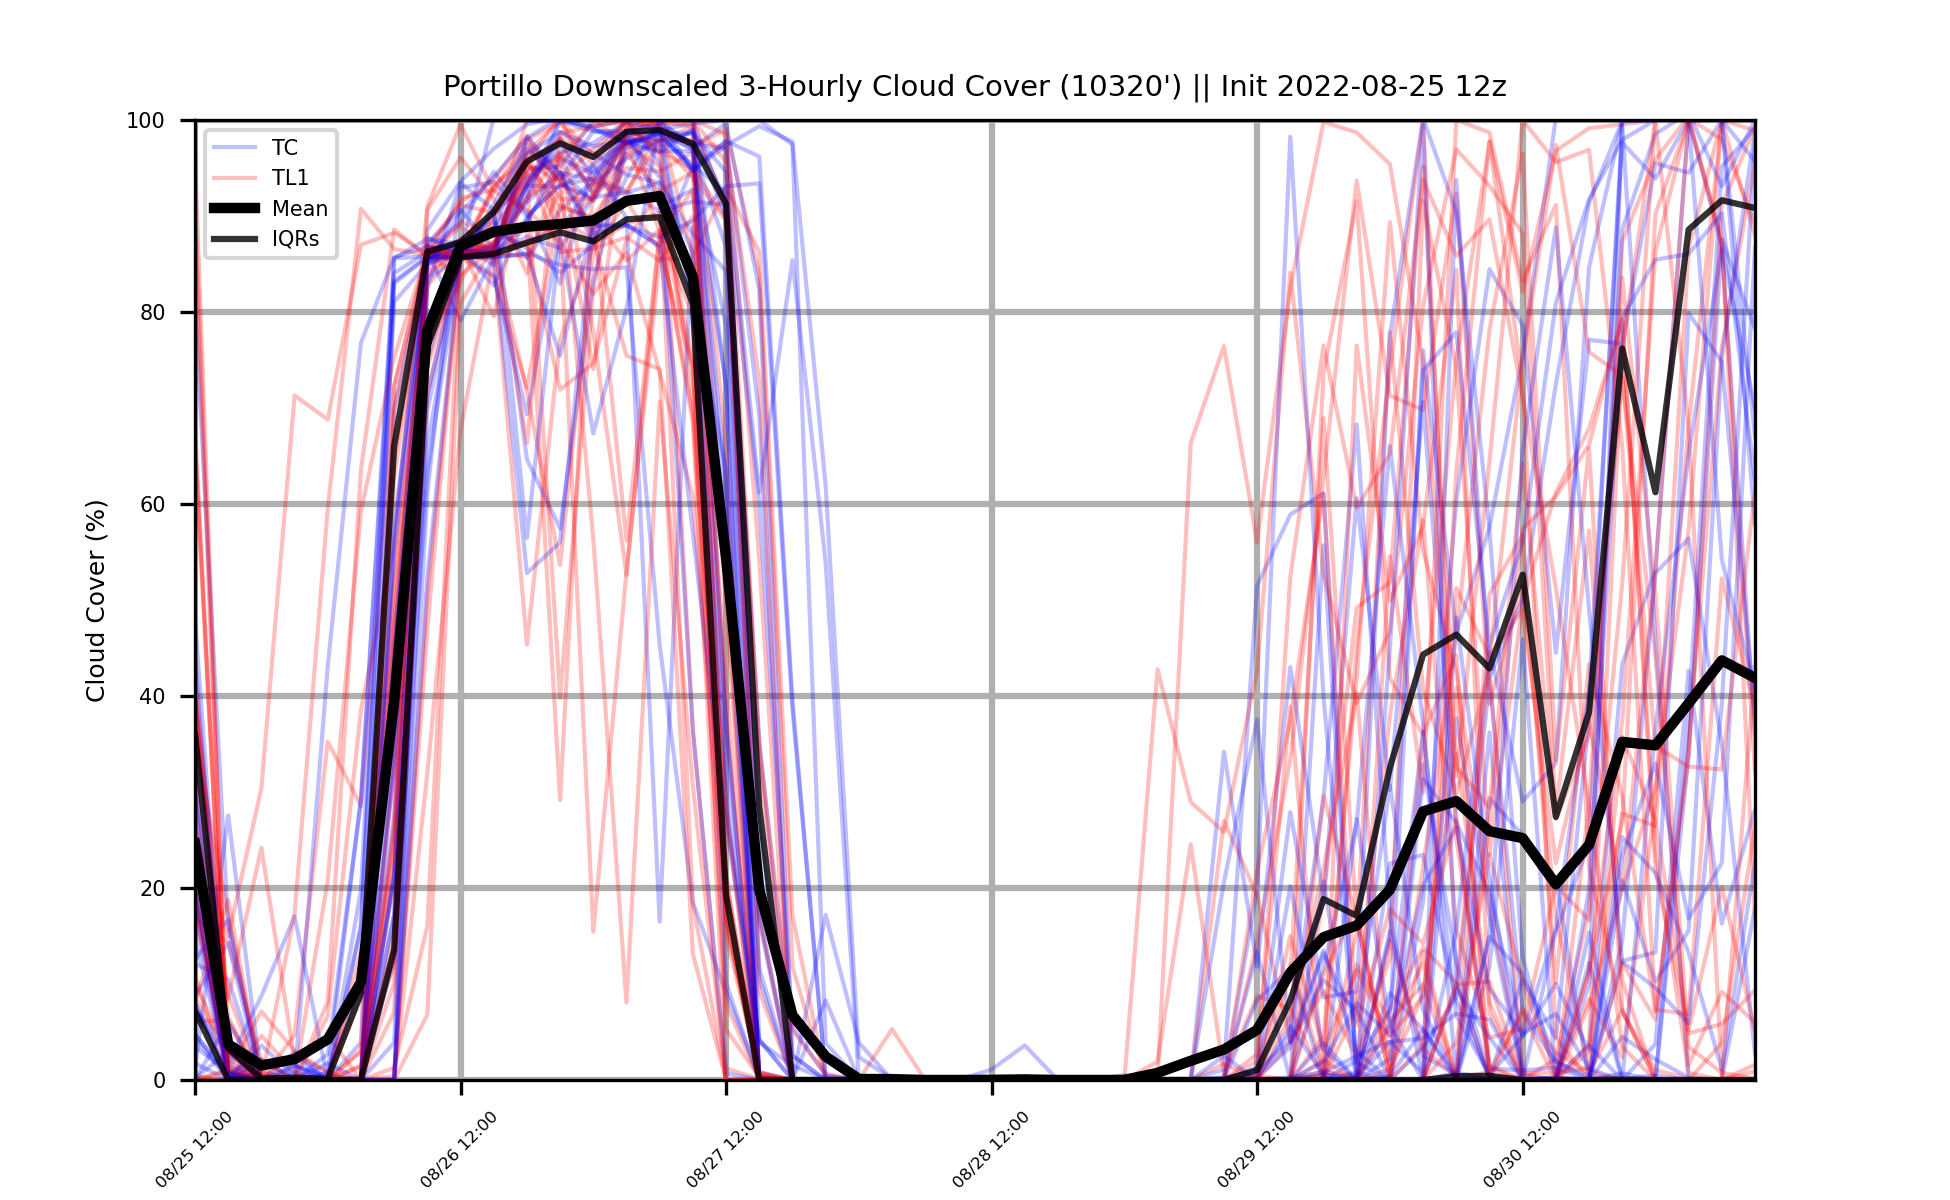 Portillo Downscaled 3-Hourly Cloud Cover (10320') || Init 2022-08-25 12z
Cloud Cover (%)
100
80
60
40
20
0
TC
TL1
Mean
IQRs
08/25 12:00
08/26 12:00
08/27 12:00
08/28 12:00
08/29 12:00
08/30 12:00